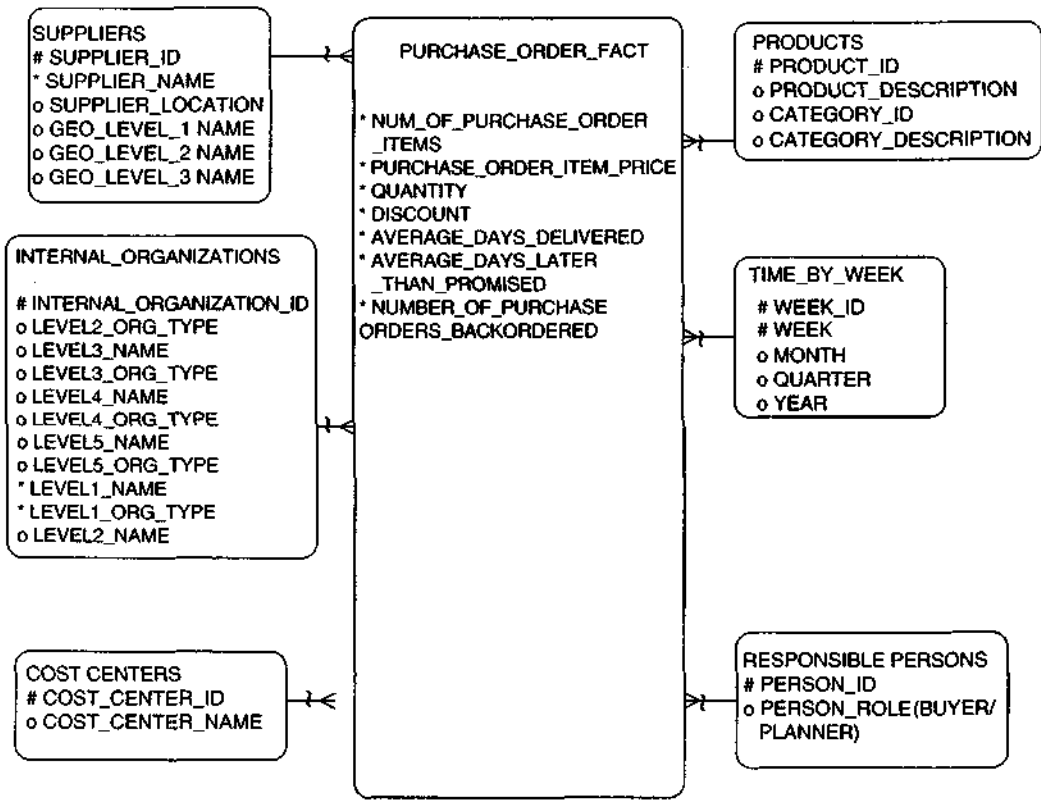 SUPPLIERS
# SUPPLIER_ID
* SUPPLIER_NAME
o SUPPLIER_LOCATION
o GEO_LEVEL_1 NAME
o GEO_LEVEL_2 NAME
o GEO_LEVEL_3 NAME
INTERNAL_ORGANIZATIONS
# INTERNAL_ORGANIZATION_ID
o LEVEL2_ORG_TYPE
o LEVEL3_NAME
o LEVEL3_ORG_TYPE
o LEVEL4_NAME
o LEVEL4_ORG_TYPE
o LEVEL5_NAME
o LEVEL5_ORG_TYPE
* LEVEL1_NAME
* LEVEL1_ORG_TYPE
o LEVEL2_NAME
COST CENTERS
# COST_CENTER_ID
o COST_CENTER_NAME
PURCHASE_ORDER_FACT
* NUM_OF_PURCHASE_ORDER
_ITEMS
* PURCHASE_ORDER_ITEM_PRICE
* QUANTITY
* DISCOUNT
* AVERAGE_DAYS_DELIVERED
* AVERAGE_DAYS_LATER
_THAN_PROMISED
* NUMBER_OF_PURCHASE
ORDERS_BACKORDERED
PRODUCTS
# PRODUCT_ID
o PRODUCT_DESCRIPTION
o CATEGORY_ID
o CATEGORY_DESCRIPTION
TIME_BY_WEEK
# WEEK_ID
# WEEK
o MONTH
o QUARTER
o YEAR
RESPONSIBLE PERSONS
# PERSON_ID
o PERSON_ROLE(BUYER/
PLANNER)